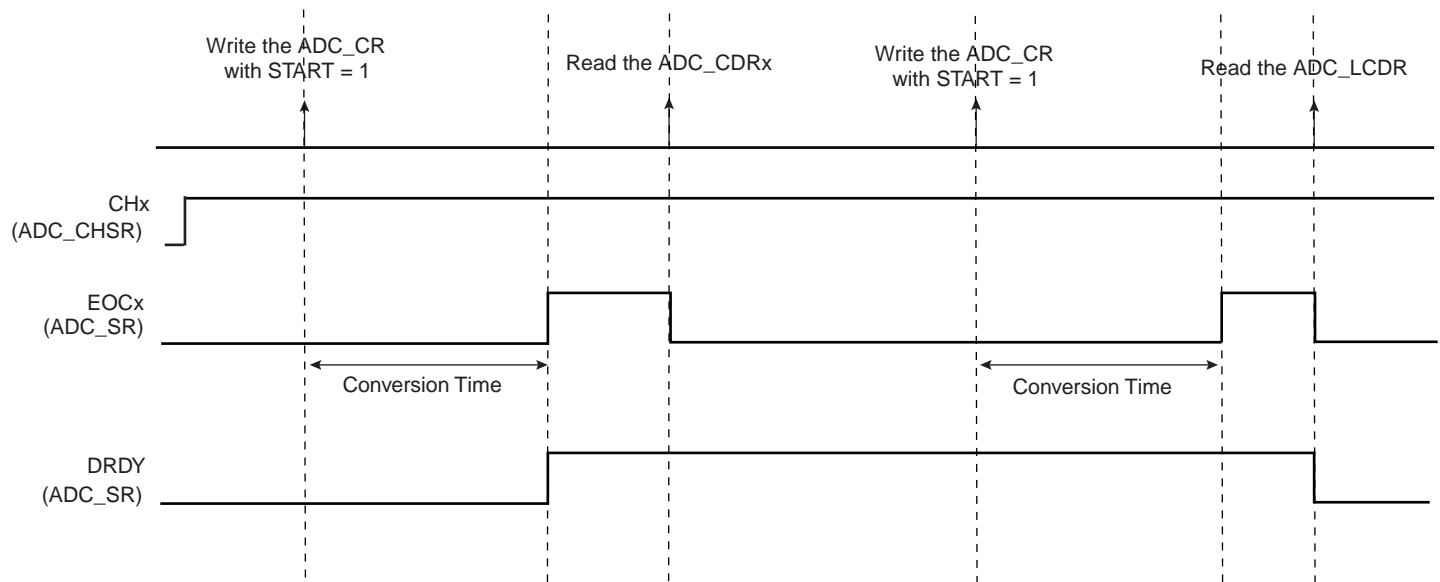 Write the ADC_CR
with START = 1
Read the ADC_CDRx
Write the ADC_CR
with START = 1
Read the ADC_LCDR
CHx
(ADC_CHSR)
EOCx
(ADC_SR)
Conversion Time
Conversion Time
DRDY
(ADC_SR)